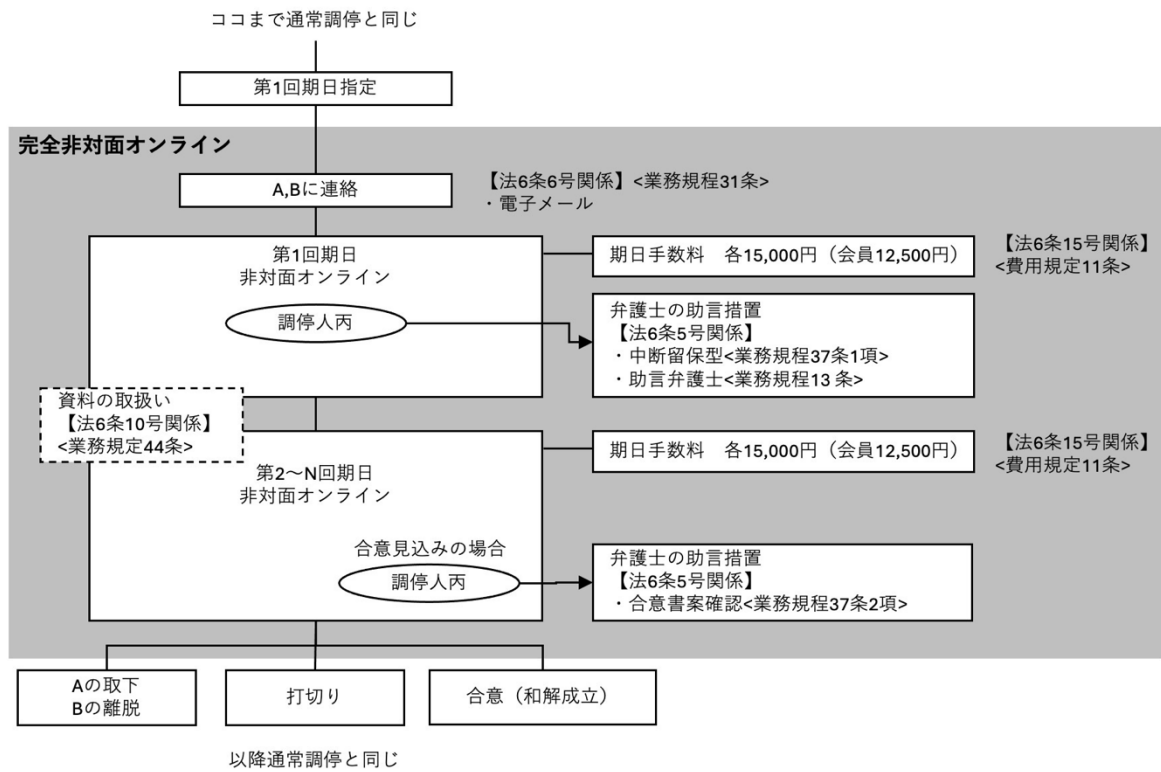 ココまで通常調停と同じ
第1回期日指定
完全非対面オンライン
A,Bに連絡
【法6条6号関係】<業務規程31条>
・電子メール
第1回期日
非対面オンライン
調停人丙
期日手数料 各15,000円（会員12,500円）
【法6条15号関係】
<費用規定11条>
弁護士の助言措置
【法6条5号関係】
・中断留保型<業務規程37条1項>
・助言弁護士<業務規程13条>
資料の取扱い
【法6条10号関係】
<業務規定44条>
第2〜N回期日
非対面オンライン
期日手数料 各15,000円（会員12,500円）
【法6条15号関係】
<費用規定11条>
合意見込みの場合
調停人丙
弁護士の助言措置
【法6条5号関係】
・合意書案確認<業務規程37条2項>
Aの取下
Bの離脱
打切り
合意（和解成立）
以降通常調停と同じ